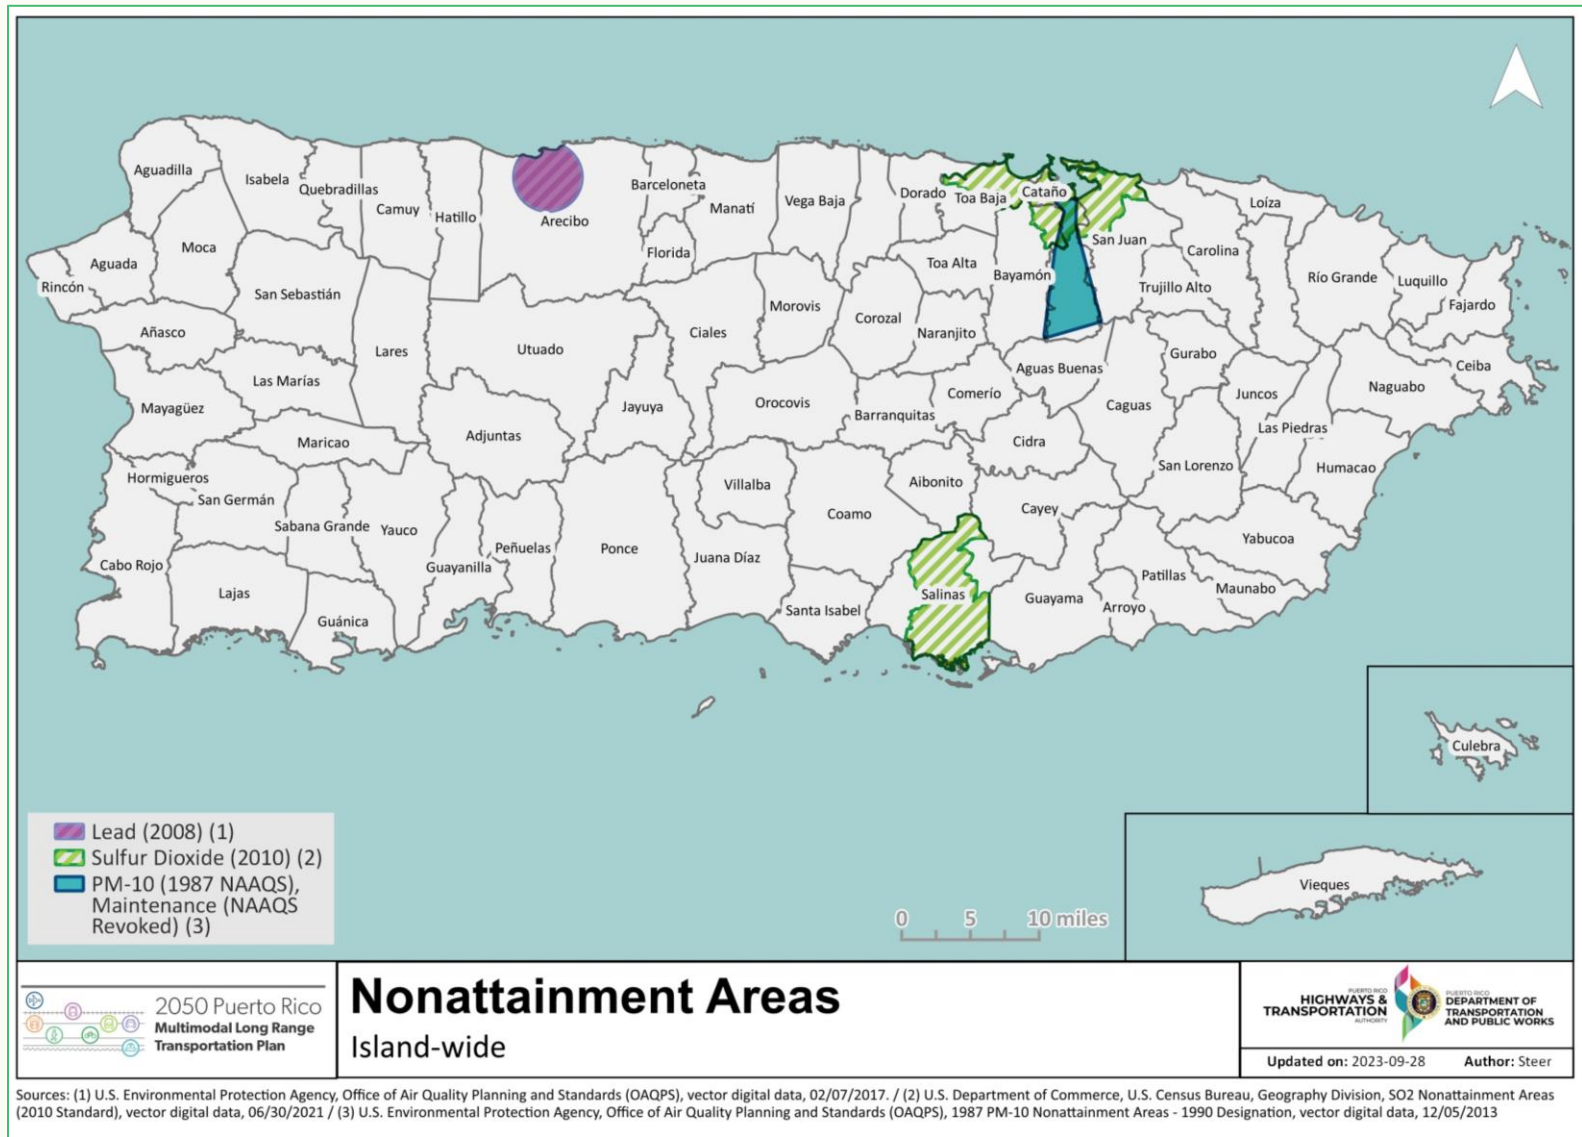 Aguadilla
Isabela
Quebradillas
Camuy
Hatillo
Arecibo
Barceloneta
Manatí
Vega Baja
Dorado
Toa Baja
Cataño
Loíza
Moca
Florida
San Juan
Carolina
Aguada
Rincón
San Sebastián
Toa Alta
Bayamón
Trujillo Alto
Río Grande
Luquillo
Fajardo
Añasco
Lares
Utuado
Ciales
Morovis
Corozal
Naranjito
Gurabo
Ceiba
Las Marías
Mayagüez
Jayuya
Orocovis
Barranquitas
Comerío
Aguas Buenas
Caguas
Juncos
Naguabo
Maricao
Adjuntas
Cidra
Las Piedras
Hormigueros
San Germán
Villalba
Aibonito
San Lorenzo
Humacao
Sabana Grande
Yauco
Coamo
Cayey
Yabucoa
Cabo Rojo
Guayanilla
Peñuelas
Ponce
Juana Díaz
Patillas
Maunabo
Lajas
Guánica
Santa Isabel
Salinas
Guayama
Arroyo
Culebra
Vieques
Lead (2008) (1)
Sulfur Dioxide (2010) (2)
PM-10 (1987 NAAQS),
Maintenance (NAAQS
Revoked) (3)
0 5 10 miles
2050 Puerto Rico
Multimodal Long Range
Transportation Plan
Nonattainment Areas
Island-wide
PUERTO RICO
HIGHWAYS &
TRANSPORTATION
AUTHORITY
PUERTO RICO
DEPARTMENT OF
TRANSPORTATION
AND PUBLIC WORKS
Updated on: 2023-09-28 Author: Steer
Sources: (1) U.S. Environmental Protection Agency, Office of Air Quality Planning and Standards (OAQPS), vector digital data, 02/07/2017. / (2) U.S. Department of Commerce, U.S. Census Bureau, Geography Division, SO2 Nonattainment Areas
(2010 Standard), vector digital data, 06/30/2021 / (3) U.S. Environmental Protection Agency, Office of Air Quality Planning and Standards (OAQPS), 1987 PM-10 Nonattainment Areas - 1990 Designation, vector digital data, 12/05/2013